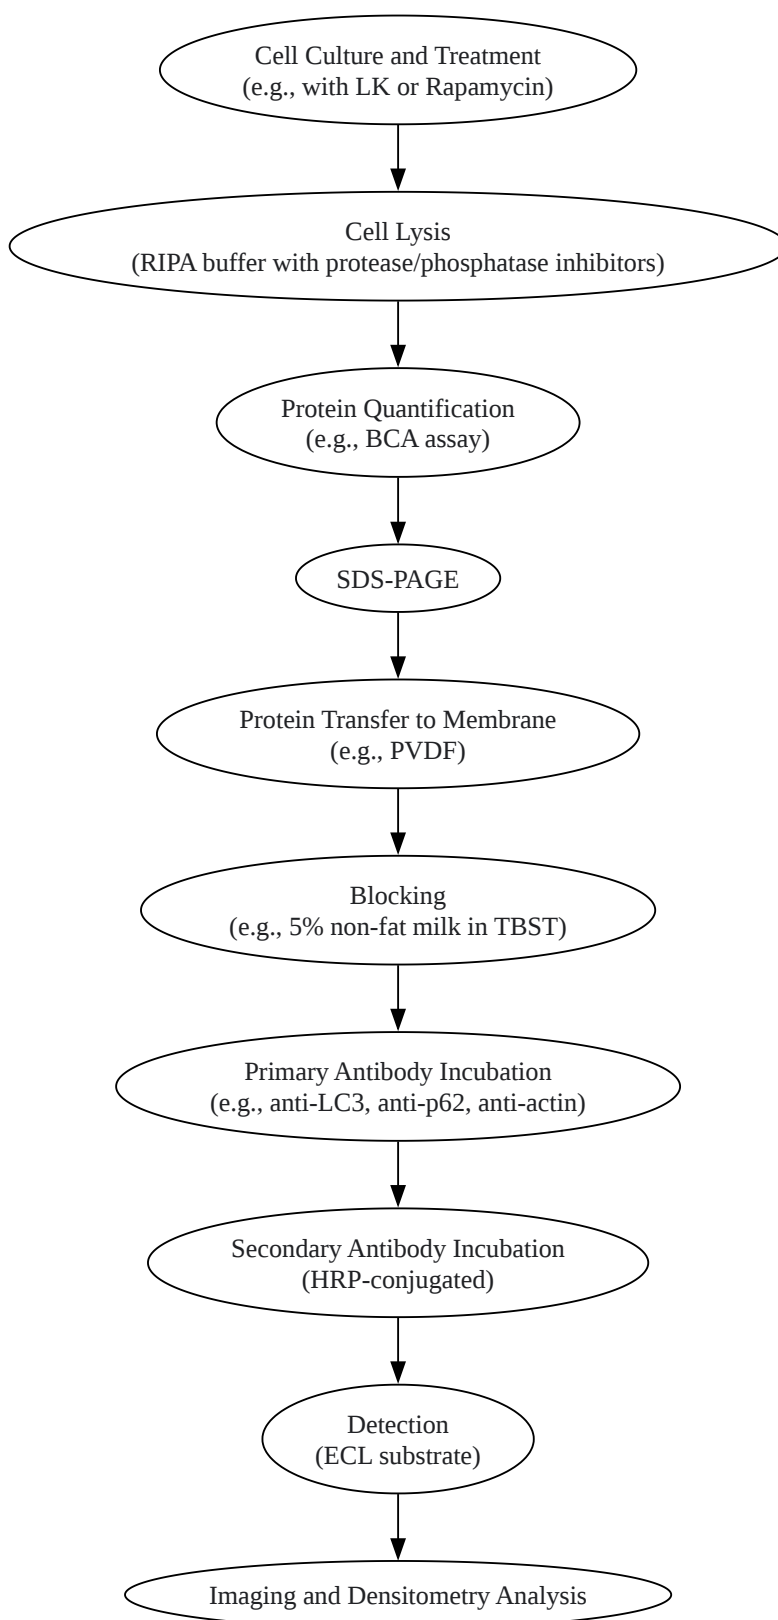 Cell Culture and Treatment
(e.g., with LK or Rapamycin)
Cell Lysis
(RIPA buffer with protease/phosphatase inhibitors)
Protein Quantification
(e.g., BCA assay)
SDS-PAGE
Protein Transfer to Membrane
(e.g., PVDF)
Blocking
(e.g., 5% non-fat milk in TBST)
Primary Antibody Incubation
(e.g., anti-LC3, anti-p62, anti-actin)
Secondary Antibody Incubation
(HRP-conjugated)
Detection
(ECL substrate)
Imaging and Densitometry Analysis